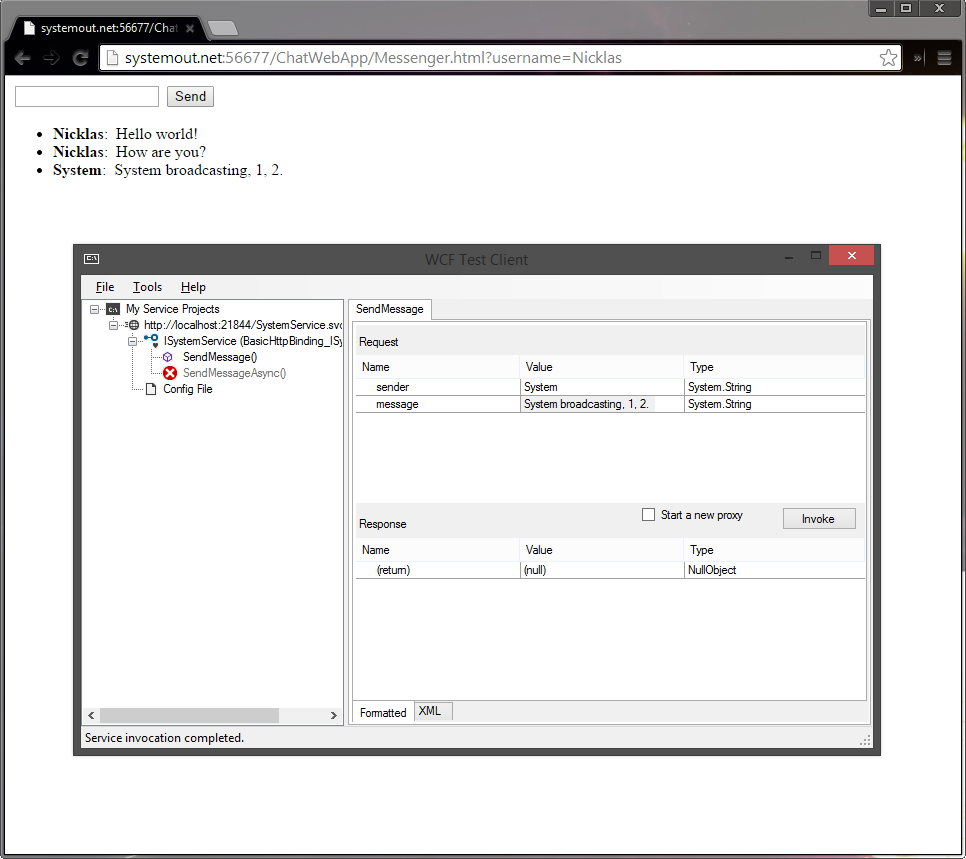 systemout.net:56677/Chat
systemout.net:56677/ChatWebApp/Messenger.html?username=Nicklas
Send
Nicklas: Hello world!
Nicklas: How are you?
System: System broadcasting, 1, 2.
WCF Test Client
File Tools Help
My Service Projects
http://localhost:21844/SystemService.svc
ISystemService (BasicHttpBinding_ISy
SendMessage()
SendMessageAsync()
Config File
SendMessage
Request
Name Value Type
sender System System.String
message System broadcasting, 1, 2. System.String
Response
Start a new proxy
Invoke
Name Value Type
(return) (null) NullObject
Formatted XML
Service invocation completed.